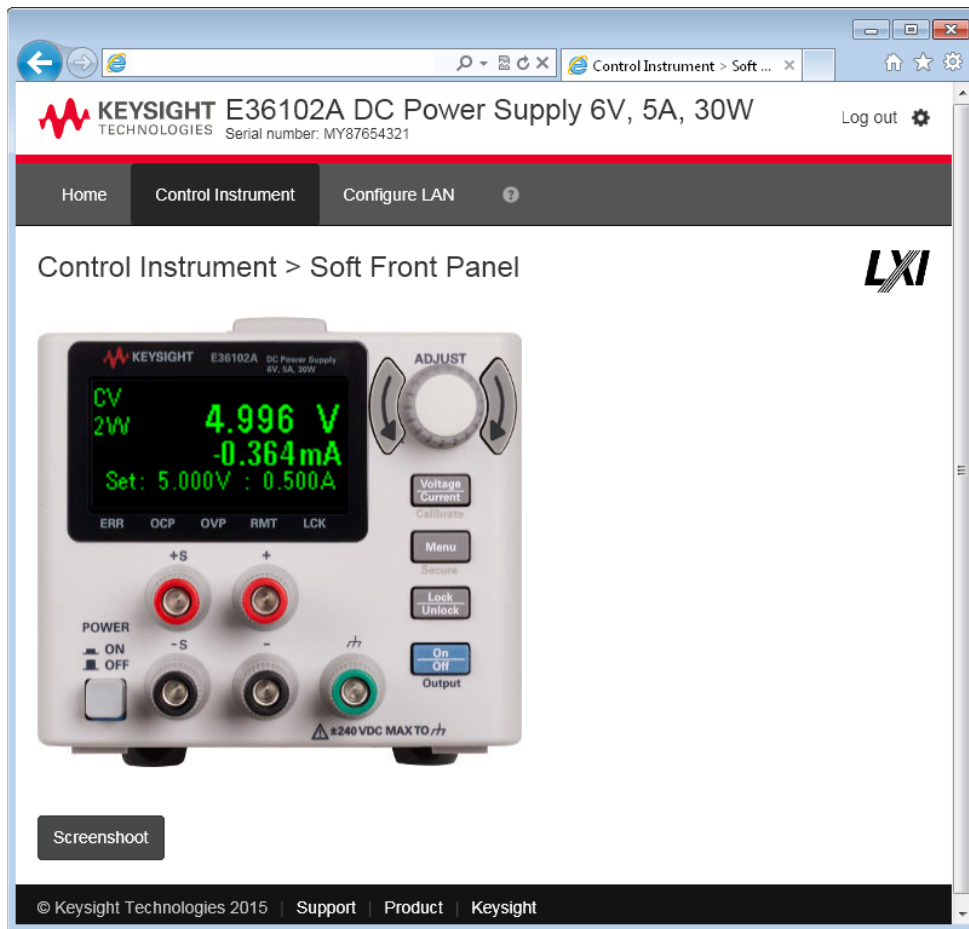 Control Instrument > Soft ...
KEYSIGHT
TECHNOLOGIES
E36102A DC Power Supply 6V, 5A, 30W
Serial number: MY87654321
Log out
Home Control Instrument Configure LAN ?
Control Instrument > Soft Front Panel
LXI
KEYSIGHT E36102A DC Power Supply
6V, 5A, 30W
ADJUST
CV
2W 4.996 V
-0.364mA
Set: 5.000V : 0.500A
ERR OCP OVP RMT LCK
Voltage
Current
Calibrate
Menu
Secure
Lock
Unlock
On
Off
Output
+S +
POWER
ON
OFF
-S -
±240 VDC MAX TO
Screenshoot
© Keysight Technologies 2015 | Support | Product | Keysight